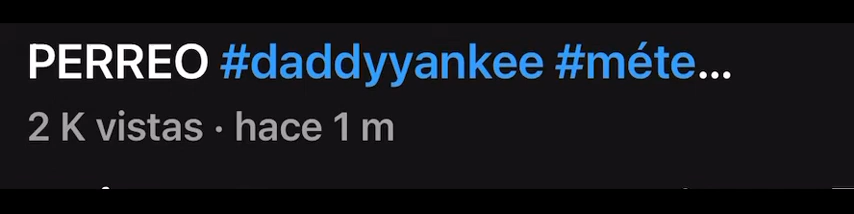 PERREO #daddyyankee #méte...
2 K vistas · hace 1 m